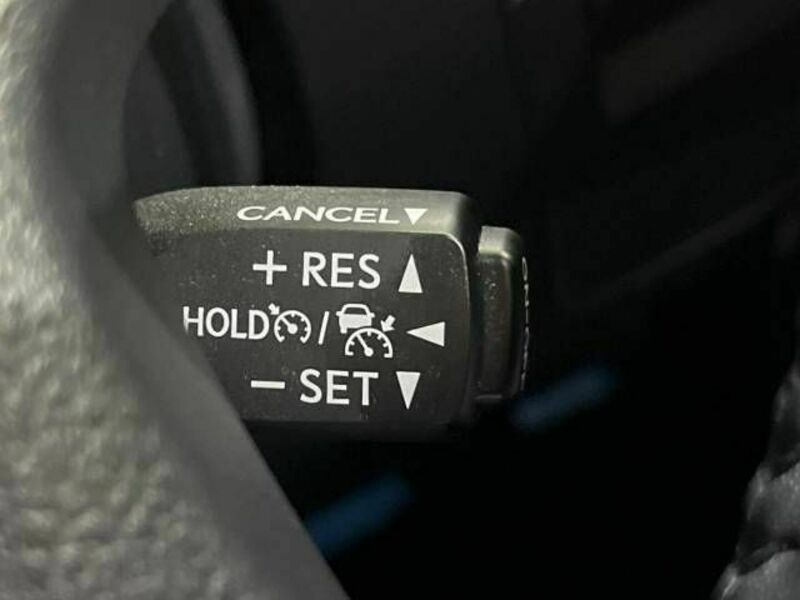 CANCEL▼
+ RES ▲
HOLD / ◀
− SET ▼